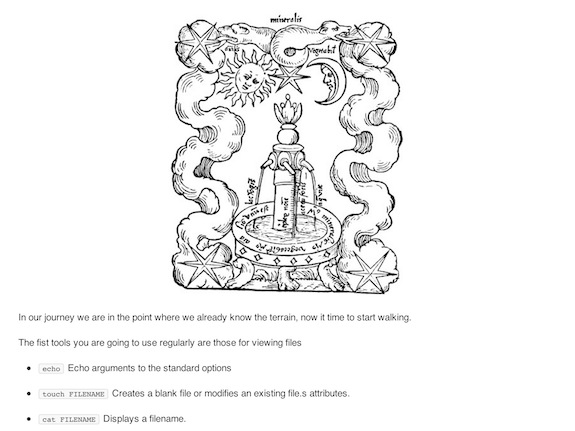 mineralis
vegetabil
In our journey we are in the point where we already know the terrain, now it time to start walking.
The fist tools you are going to use regularly are those for viewing files
echo Echo arguments to the standard options
touch FILENAME Creates a blank file or modifies an existing file.s attributes.
cat FILENAME Displays a filename.